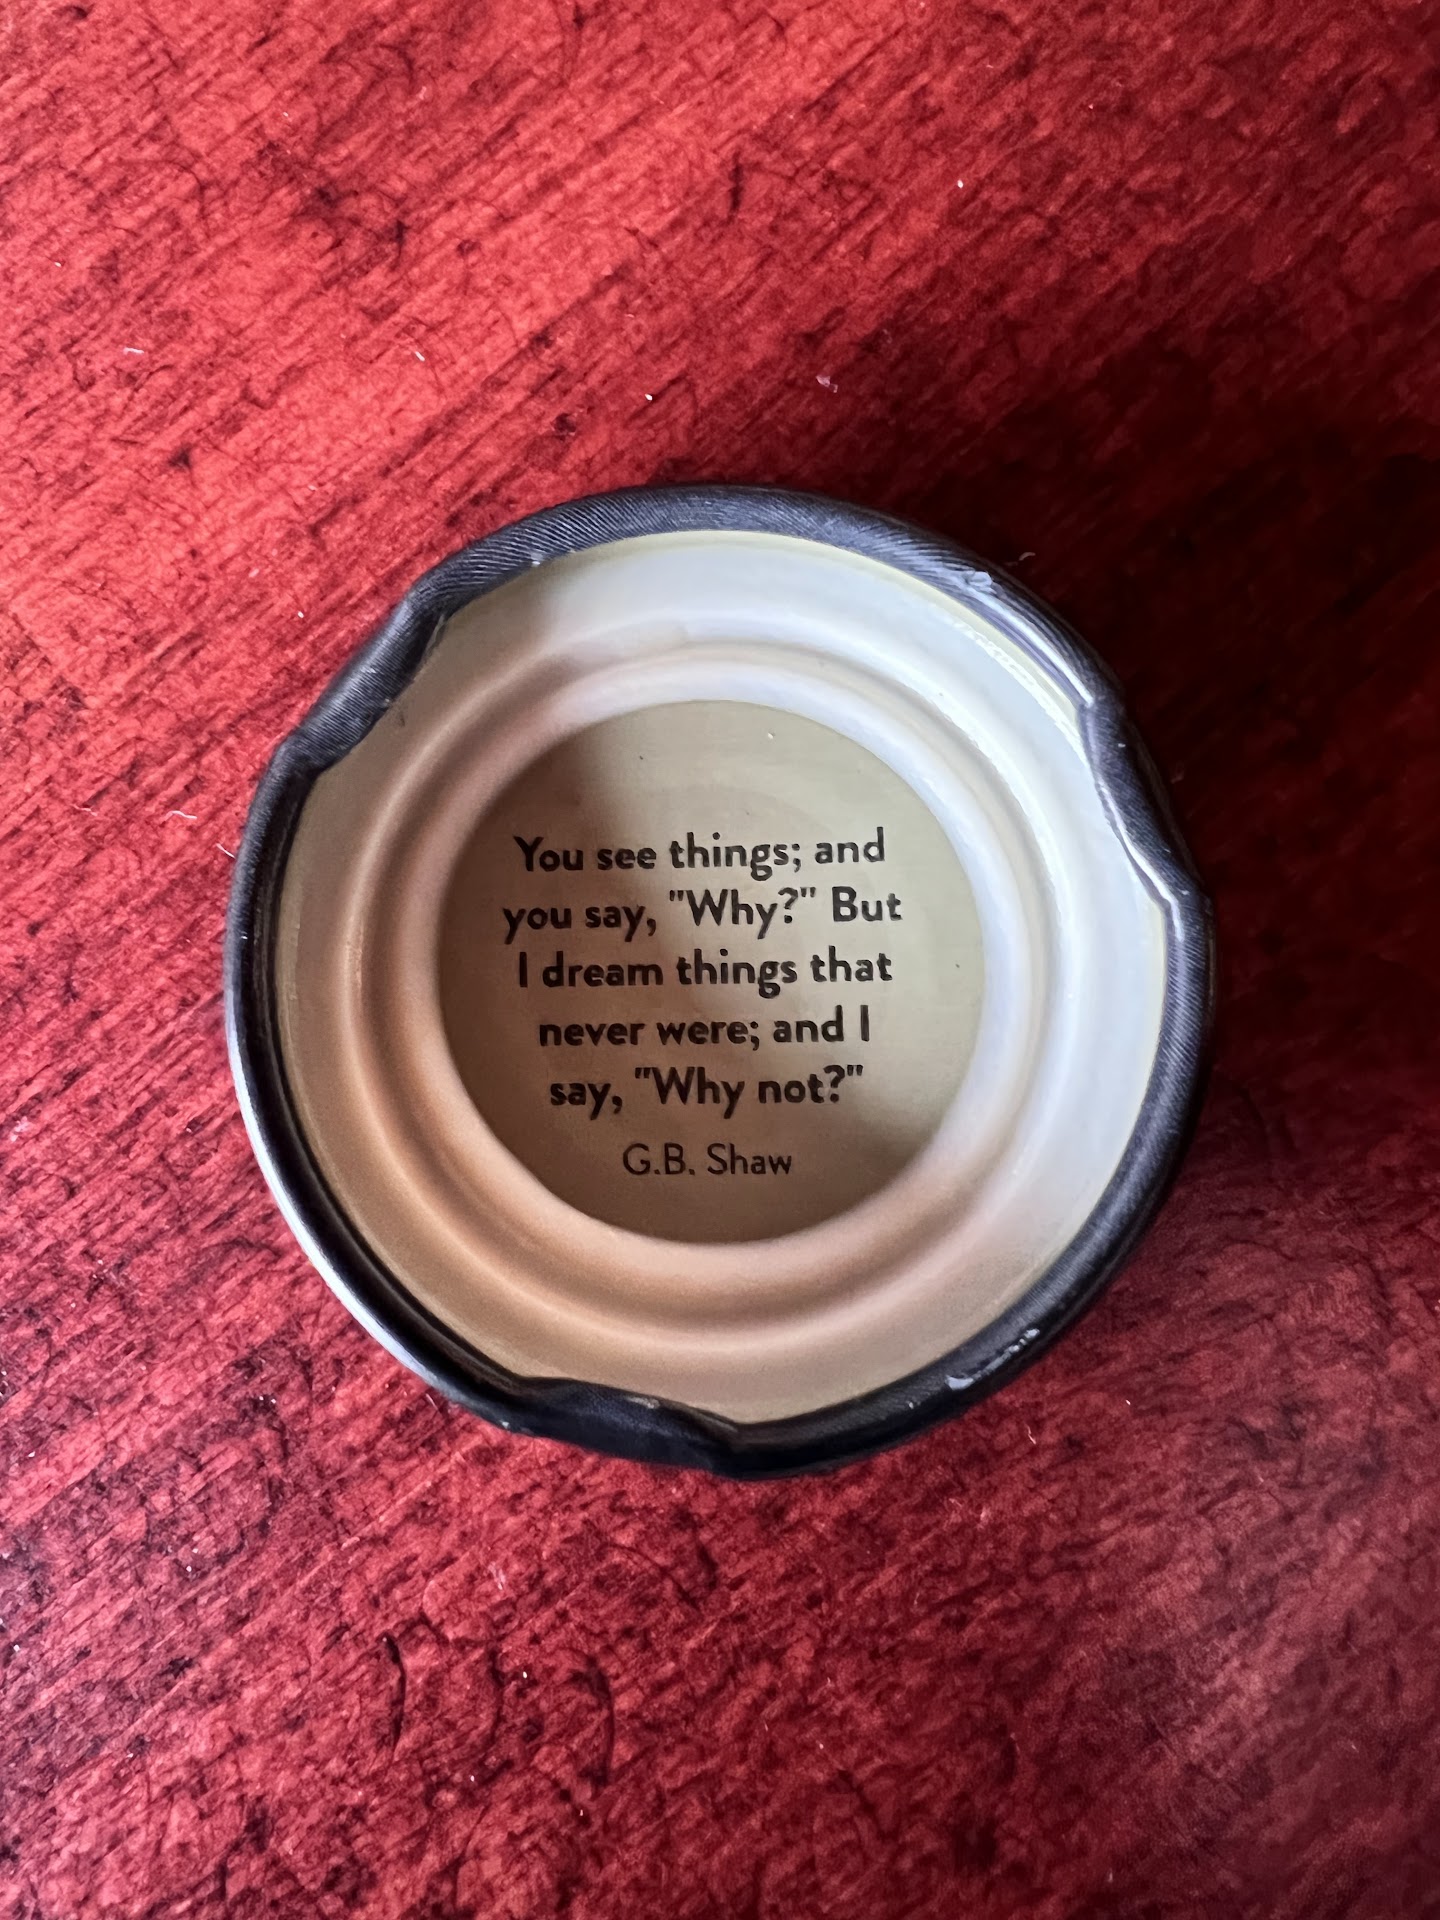 You see things; and
you say, "Why?" But
I dream things that
never were; and I
say, "Why not?"
G.B. Shaw